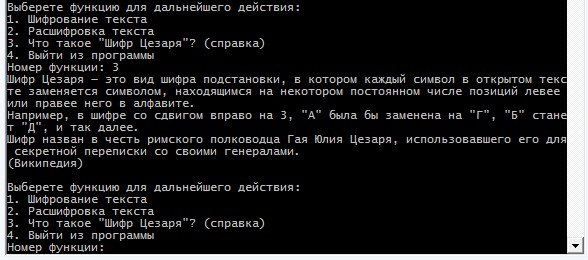 Выберете функцию для дальнейшего действия:
1. Шифрование текста
2. Расшифровка текста
3. Что такое "Шифр Цезаря"? (справка)
4. Выйти из программы
Номер функции: 3
Шифр Цезаря — это вид шифра подстановки, в котором каждый символ в открытом текс
те заменяется символом, находящимся на некотором постоянном числе позиций левее
или правее него в алфавите.
Например, в шифре со сдвигом вправо на 3, "А" была бы заменена на "Г", "Б" стане
т "Д", и так далее.
Шифр назван в честь римского полководца Гая Юлия Цезаря, использовавшего его для
секретной переписки со своими генералами.
(Википедия)
Выберете функцию для дальнейшего действия:
1. Шифрование текста
2. Расшифровка текста
3. Что такое "Шифр Цезаря"? (справка)
4. Выйти из программы
Номер функции: